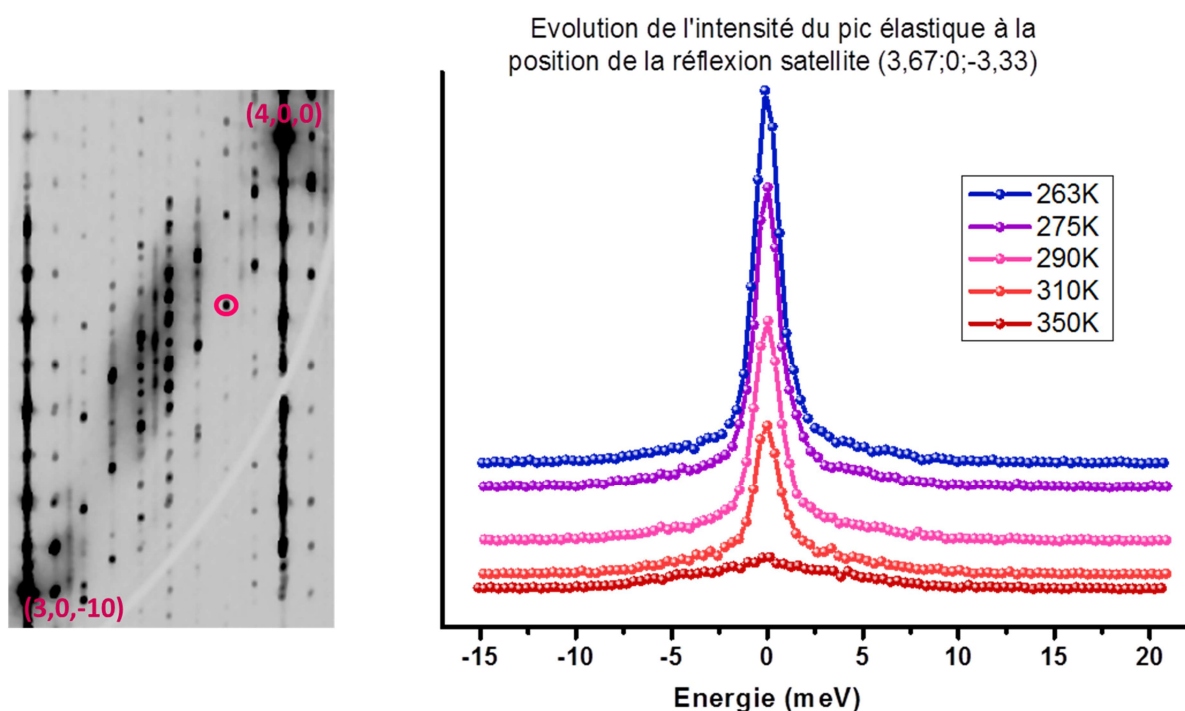 Evolution de l'intensité du pic élastique à la
position de la réflexion satellite (3,67;0;-3,33)
(4,0,0)
(3,0,-10)
263K
275K
290K
310K
350K
-15 -10 -5 0 5 10 15 20
Energie (meV)